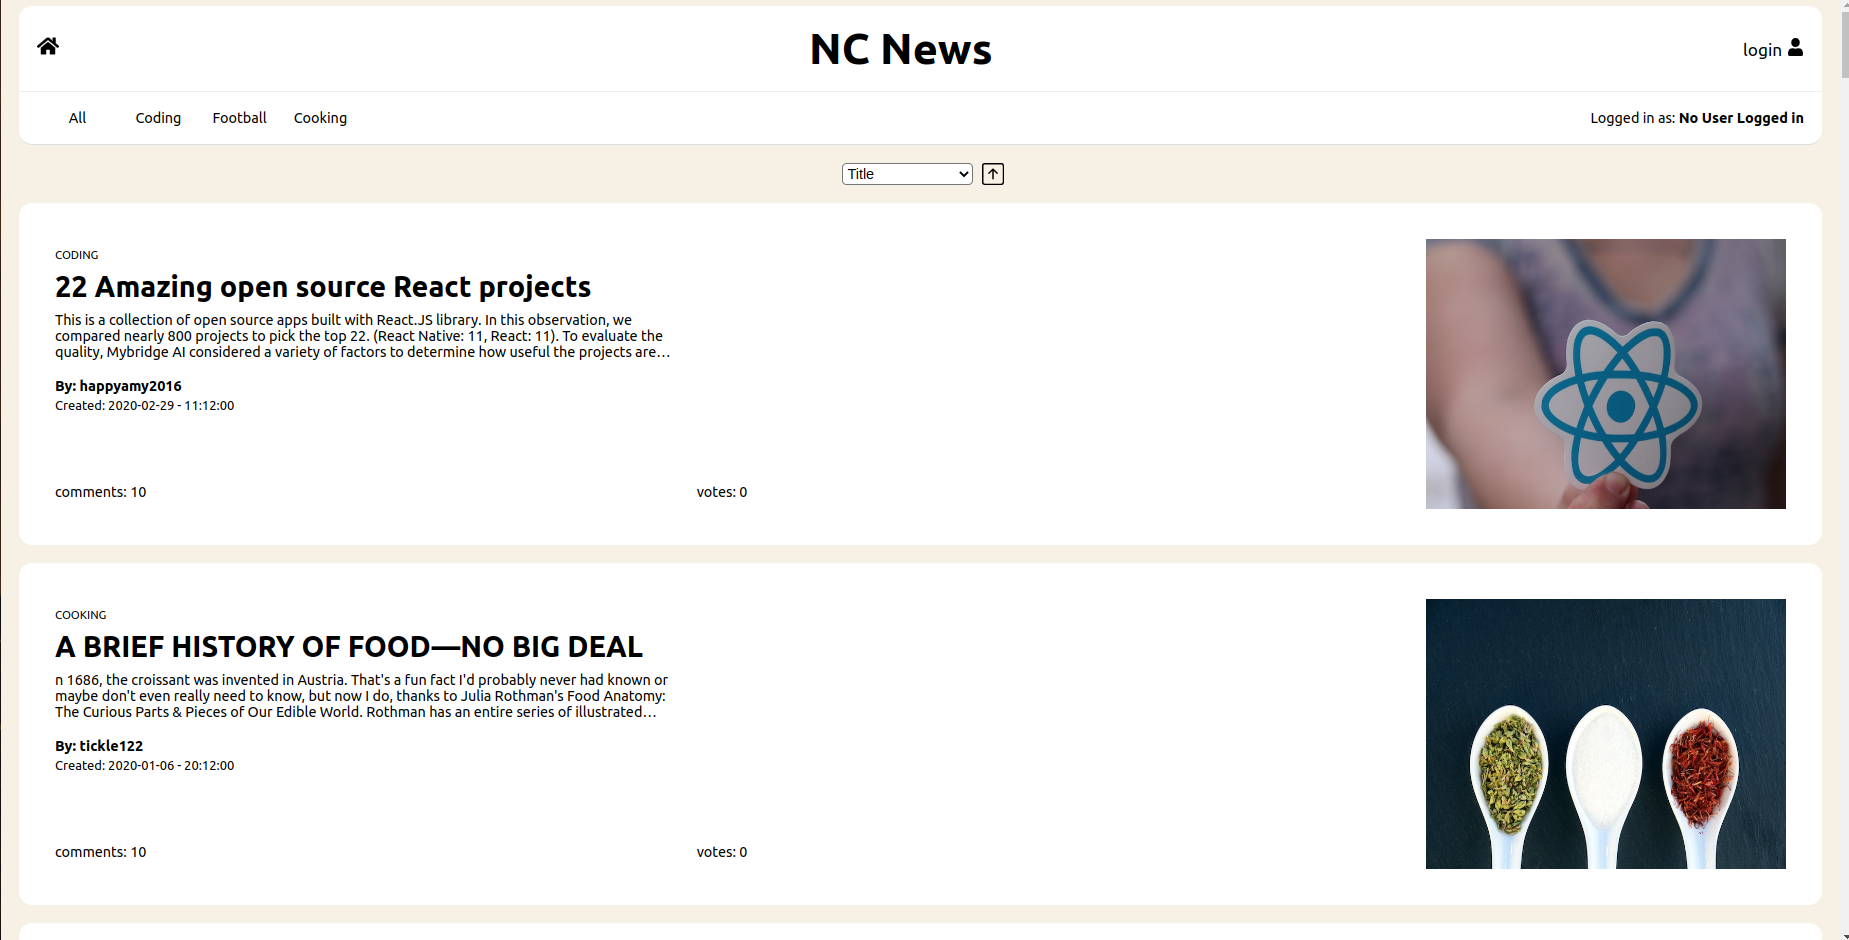 NC News
login
All Coding Football Cooking
Logged in as: No User Logged in
Title
CODING
22 Amazing open source React projects
This is a collection of open source apps built with React.JS library. In this observation, we
compared nearly 800 projects to pick the top 22. (React Native: 11, React: 11). To evaluate the
quality, Mybridge AI considered a variety of factors to determine how useful the projects are…
By: happyamy2016
Created: 2020-02-29 - 11:12:00
comments: 10
votes: 0
COOKING
A BRIEF HISTORY OF FOOD—NO BIG DEAL
n 1686, the croissant was invented in Austria. That's a fun fact I'd probably never had known or
maybe don't even really need to know, but now I do, thanks to Julia Rothman's Food Anatomy:
The Curious Parts & Pieces of Our Edible World. Rothman has an entire series of illustrated…
By: tickle122
Created: 2020-01-06 - 20:12:00
comments: 10
votes: 0